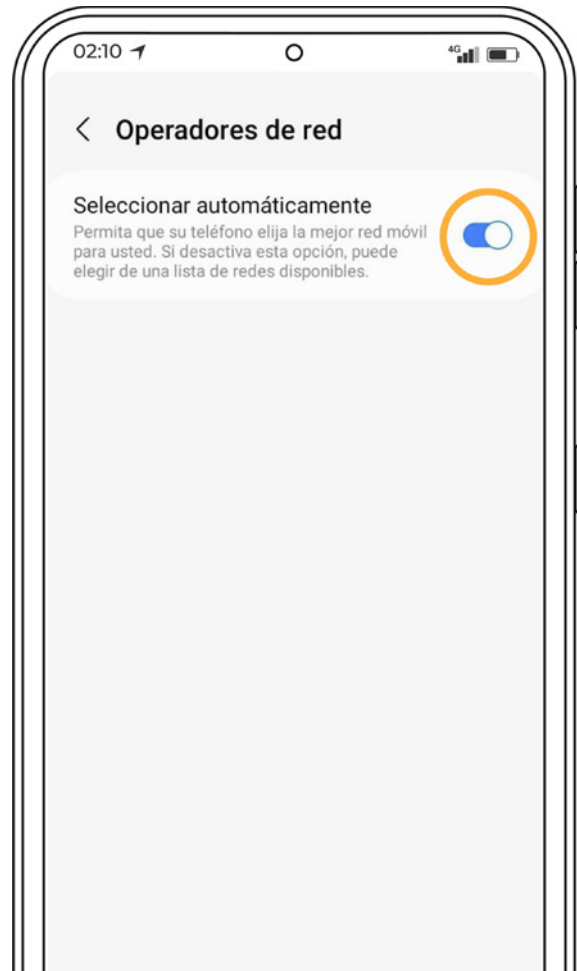 02:10
4G
Operadores de red
Seleccionar automáticamente
Permita que su teléfono elija la mejor red móvil
para usted. Si desactiva esta opción, puede
elegir de una lista de redes disponibles.